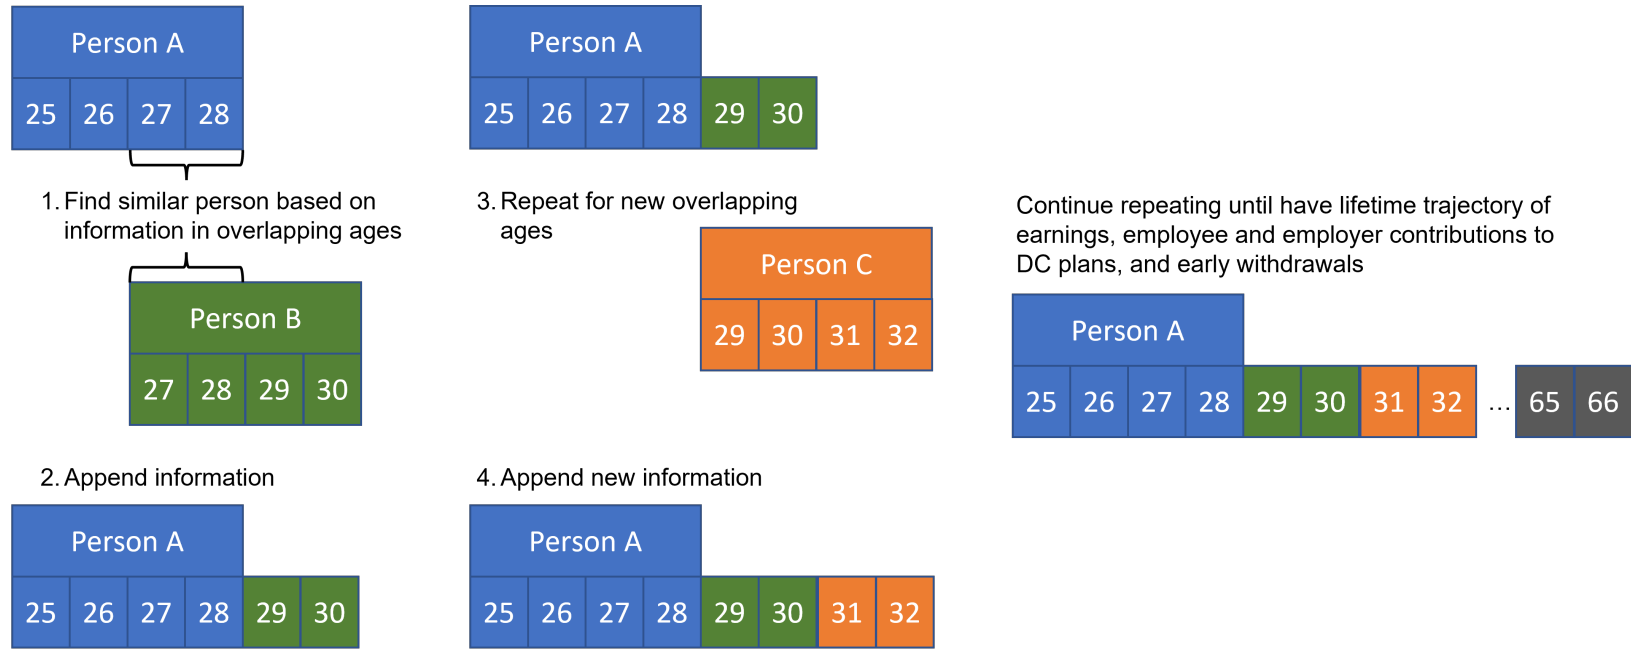 Person A
25 26 27 28
1. Find similar person based on
information in overlapping ages
Person B
27 28 29 30
2. Append information
Person A
25 26 27 28 29 30
Person A
25 26 27 28 29 30
3. Repeat for new overlapping
ages
Person C
29 30 31 32
4. Append new information
Person A
25 26 27 28 29 30 31 32
Continue repeating until have lifetime trajectory of
earnings, employee and employer contributions to
DC plans, and early withdrawals
Person A
25 26 27 28 29 30 31 32 ... 65 66